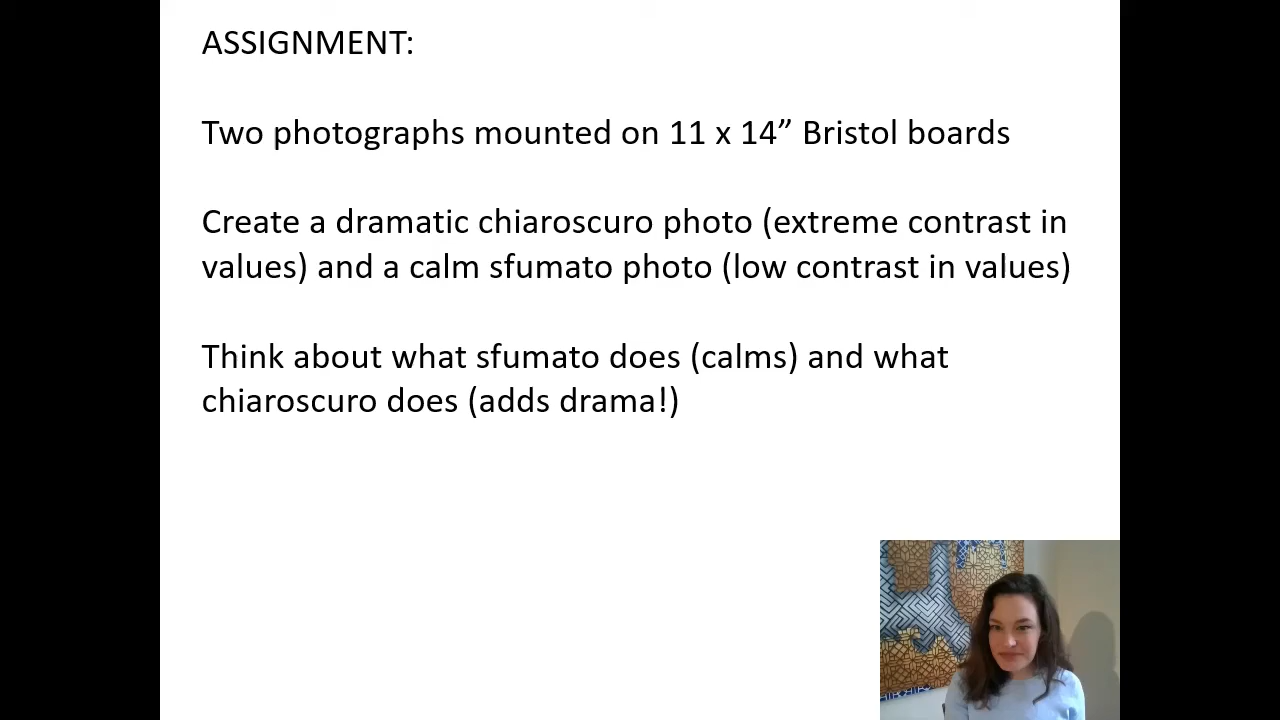 ASSIGNMENT:
Two photographs mounted on 11 x 14” Bristol boards
Create a dramatic chiaroscuro photo (extreme contrast in
values) and a calm sfumato photo (low contrast in values)
Think about what sfumato does (calms) and what
chiaroscuro does (adds drama!)